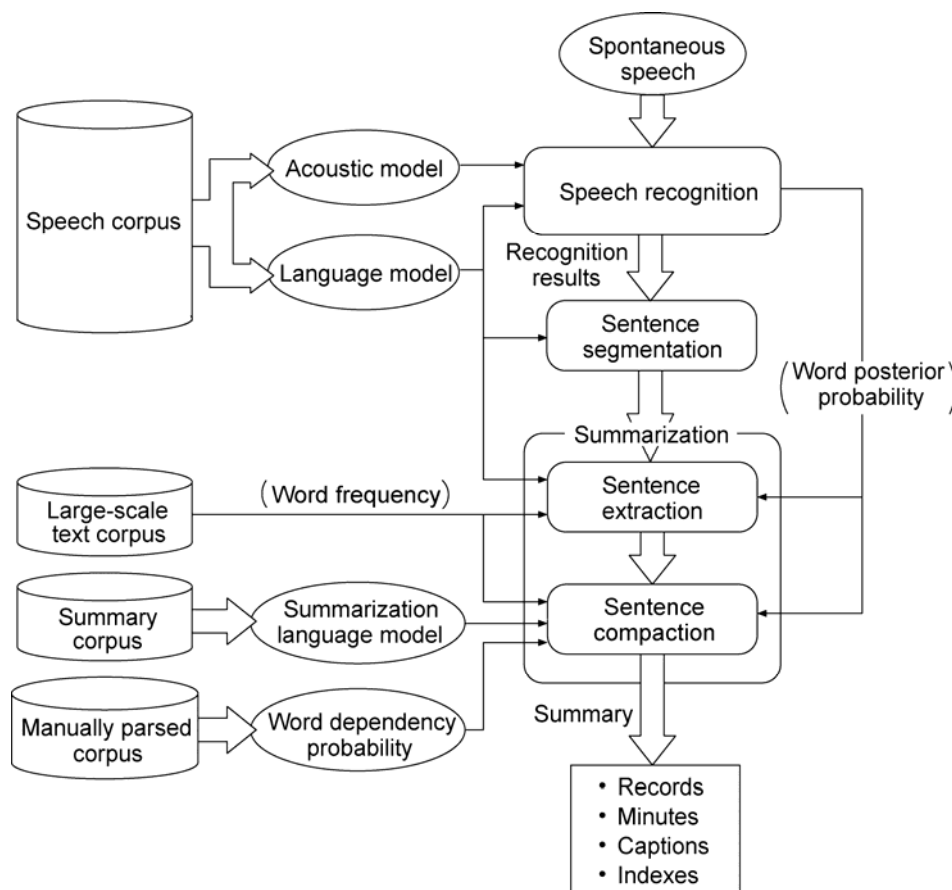 Spontaneous
speech
Speech corpus
Acoustic model
Language model
Speech recognition
Recognition
results
Sentence
segmentation
(Word posterior
probability)
Summarization
Large-scale
text corpus
(Word frequency)
Sentence
extraction
Summary
corpus
Summarization
language model
Sentence
compaction
Manually parsed
corpus
Word dependency
probability
Summary
• Records
• Minutes
• Captions
• Indexes